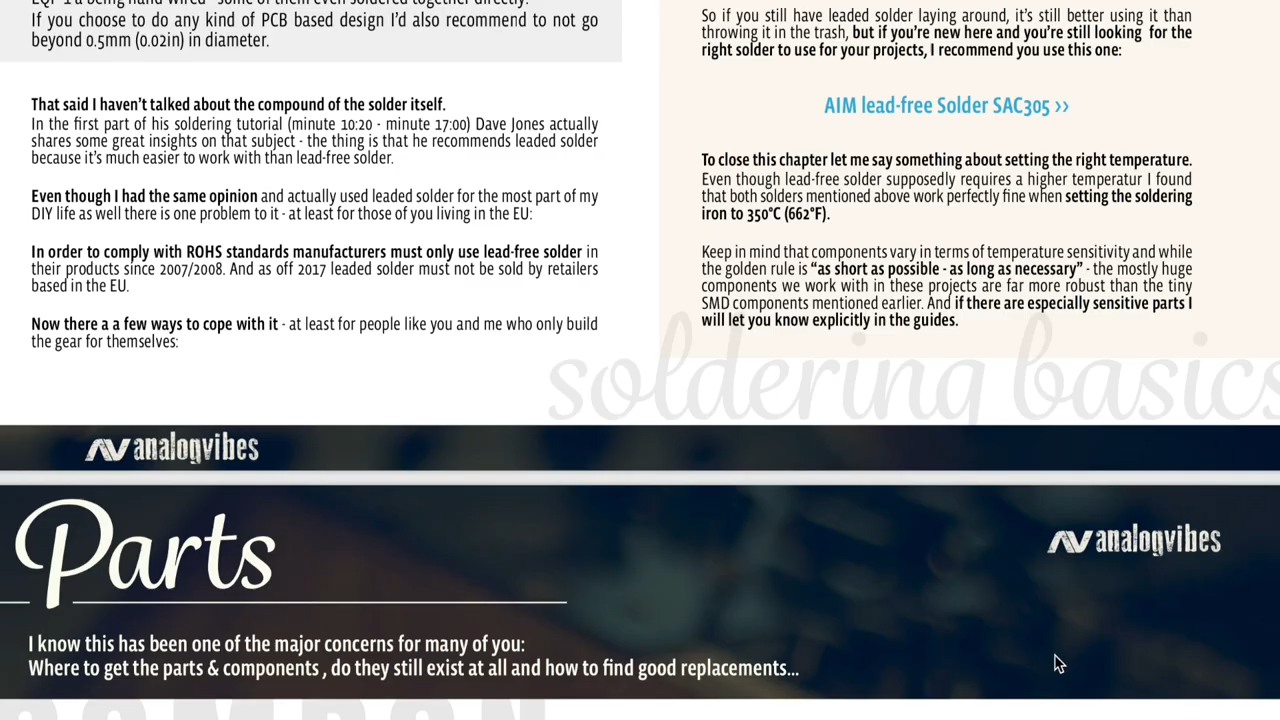 If you choose to do any kind of PCB based design I'd also recommend to not go
beyond 0.5mm (0.02in) in diameter.
That said I haven't talked about the compound of the solder itself.
In the first part of his soldering tutorial (minute 10:20 - minute 17:00) Dave Jones actually
shares some great insights on that subject - the thing is that he recommends leaded solder
because it's much easier to work with than lead-free solder.
Even though I had the same opinion and actually used leaded solder for the most part of my
DIY life as well there is one problem to it - at least for those of you living in the EU:
In order to comply with ROHS standards manufacturers must only use lead-free solder in
their products since 2007/2008. And as off 2017 leaded solder must not be sold by retailers
based in the EU.
Now there a a few ways to cope with it - at least for people like you and me who only build
the gear for themselves:
So if you still have leaded solder laying around, it's still better using it than
throwing it in the trash, but if you're new here and you're still looking for the
right solder to use for your projects, I recommend you use this one:
AIM lead-free Solder SAC305 >>
To close this chapter let me say something about setting the right temperature.
Even though lead-free solder supposedly requires a higher temperatur I found
that both solders mentioned above work perfectly fine when setting the soldering
iron to 350°C (662°F).
Keep in mind that components vary in terms of temperature sensitivity and while
the golden rule is "as short as possible - as long as necessary" - the mostly huge
components we work with in these projects are far more robust than the tiny
SMD components mentioned earlier. And if there are especially sensitive parts I
will let you know explicitly in the guides.
soldering basics
analogvibes
Parts
analogvibes
I know this has been one of the major concerns for many of you:
Where to get the parts & components , do they still exist at all and how to find good replacements...